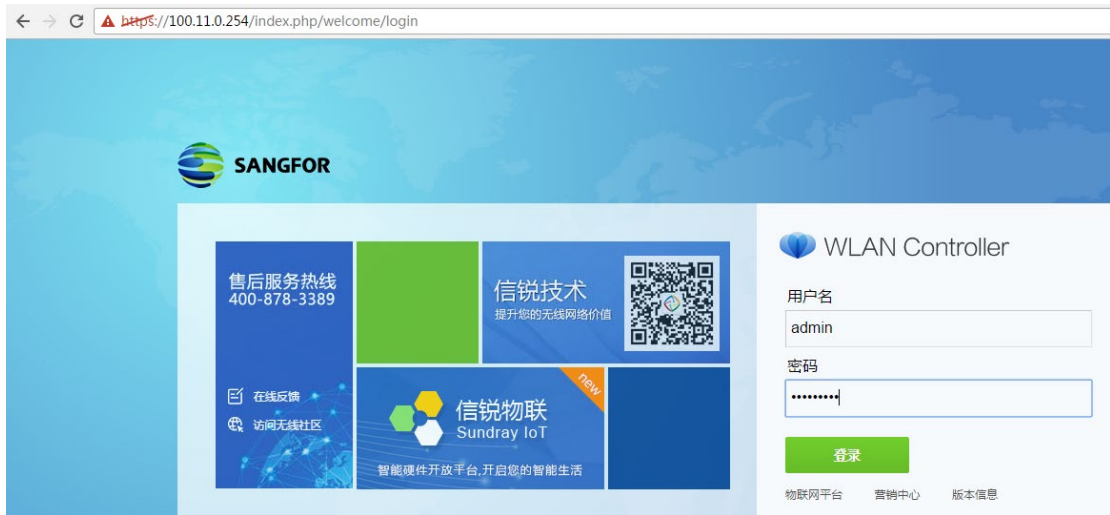 https://100.11.0.254/index.php/welcome/login
SANGFOR
售后服务热线
400-878-3389
在线反馈
访问无线社区
信锐技术
提升您的无线网络价值
new
信锐物联
Sundray IoT
智能硬件开放平台,开启您的智能生活
WLAN Controller
用户名
admin
密码
•••••••••
登录
物联网平台 营销中心 版本信息